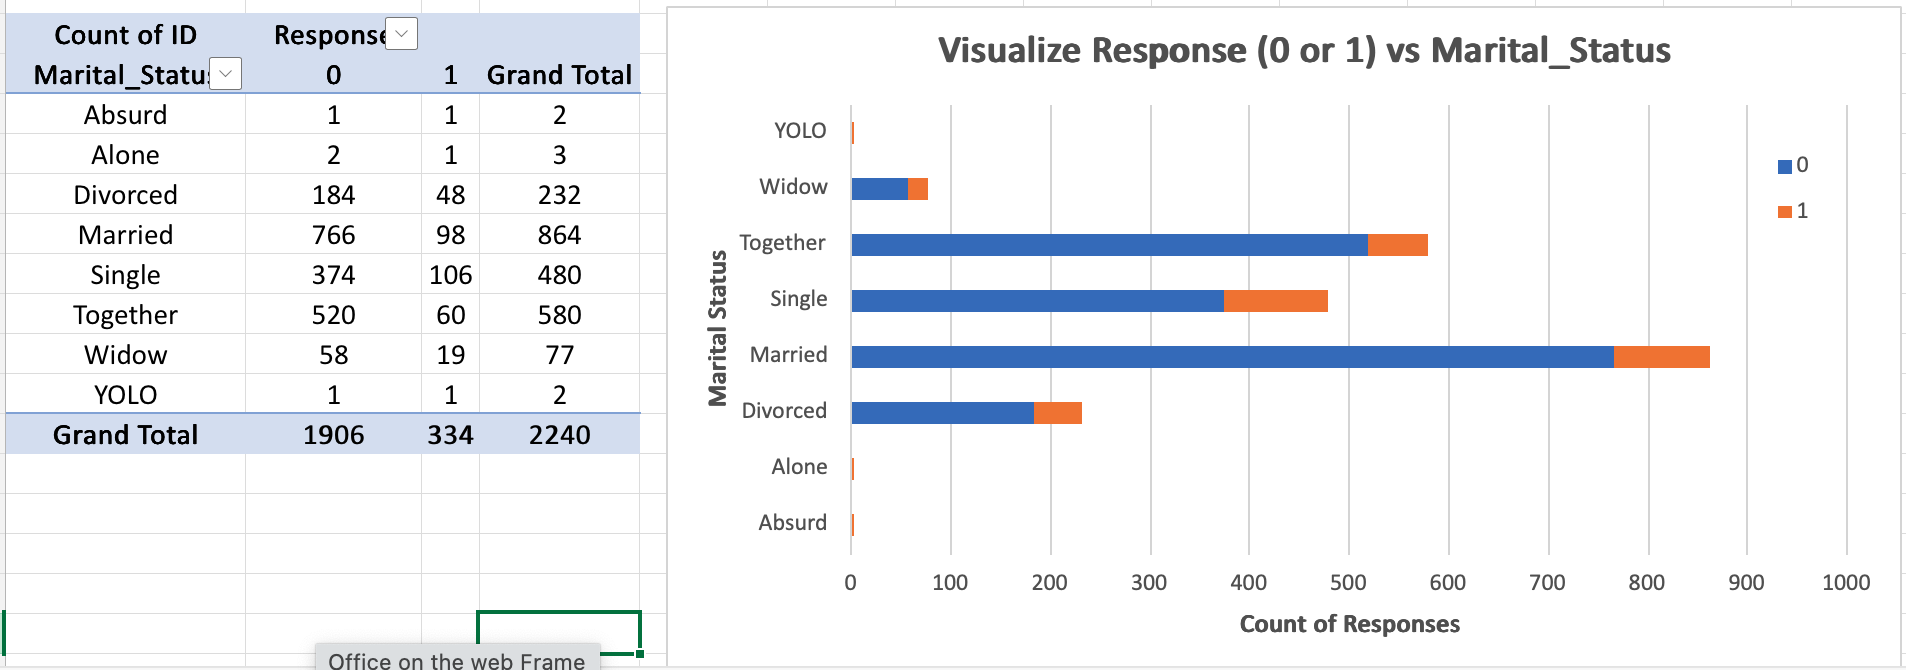 Count of ID Response
Marital_Status 0 1 Grand Total
Absurd 1 1 2
Alone 2 1 3
Divorced 184 48 232
Married 766 98 864
Single 374 106 480
Together 520 60 580
Widow 58 19 77
YOLO 1 1 2
Grand Total 1906 334 2240
Office on the web Frame
Visualize Response (0 or 1) vs Marital_Status
Marital Status
YOLO
Widow
Together
Single
Married
Divorced
Alone
Absurd
0 100 200 300 400 500 600 700 800 900 1000
Count of Responses
0
1